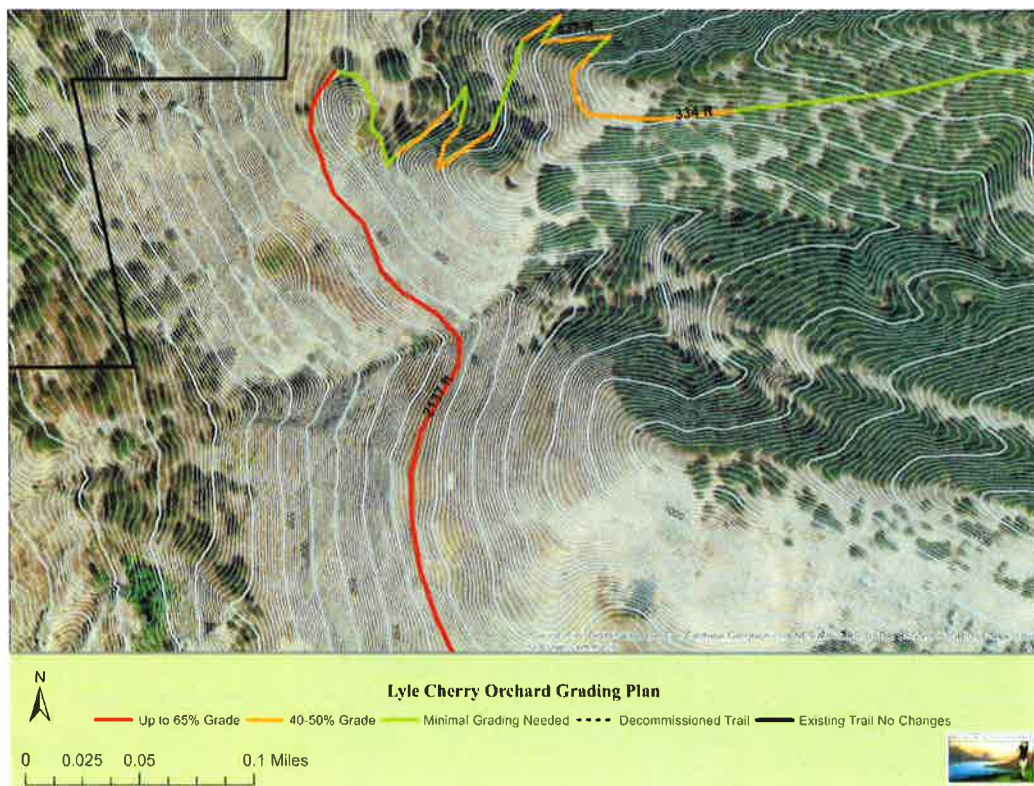 334 ft
N
Lyle Cherry Orchard Grading Plan
Up to 65% Grade
40-50% Grade
Minimal Grading Needed
Decommissioned Trail
Existing Trail No Changes
0 0.025 0.05 0.1 Miles